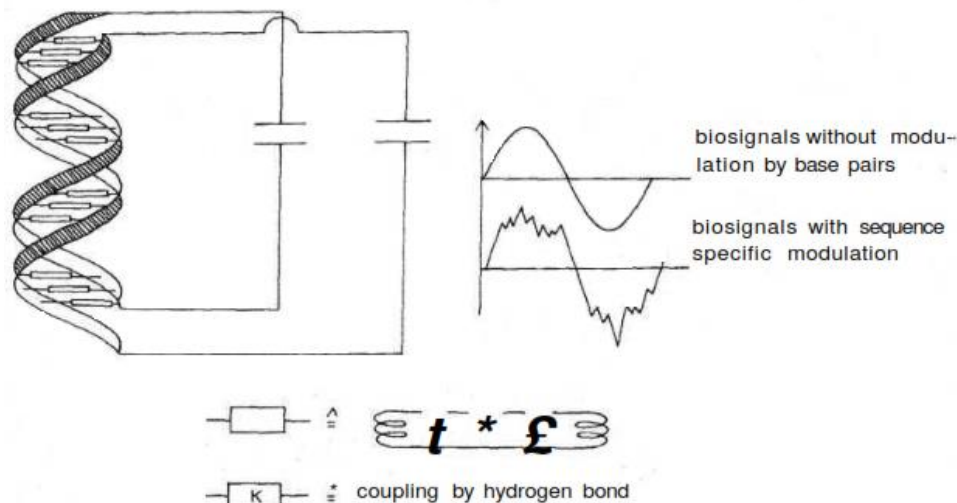 biosignals without modu-
lation by base pairs
biosignals with sequence
specific modulation
t * £
K coupling by hydrogen bond